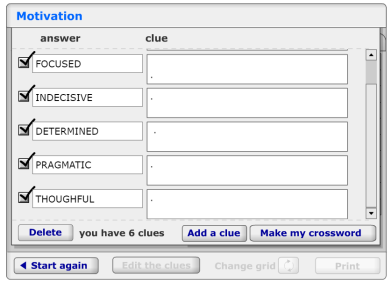 Motivation
answer clue
FOCUSED
.
INDECISIVE .
DETERMINED .
PRAGMATIC .
THOUGHFUL .
Delete you have 6 clues Add a clue Make my crossword
Start again Edit the clues Change grid Print